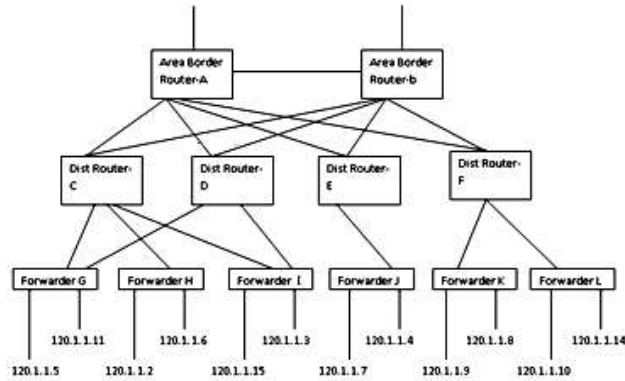 Area Border
Router-A
Area Border
Router-b
Dist Router-
C
Dist Router-
D
Dist Router-
E
Dist Router-
F
Forwarder G
Forwarder H
Forwarder I
Forwarder J
Forwarder K
Forwarder L
120.1.1.11
120.1.1.6
120.1.1.3
120.1.1.4
120.1.1.8
120.1.1.14
120.1.1.5
120.1.1.2
120.1.1.15
120.1.1.7
120.1.1.9
120.1.1.10